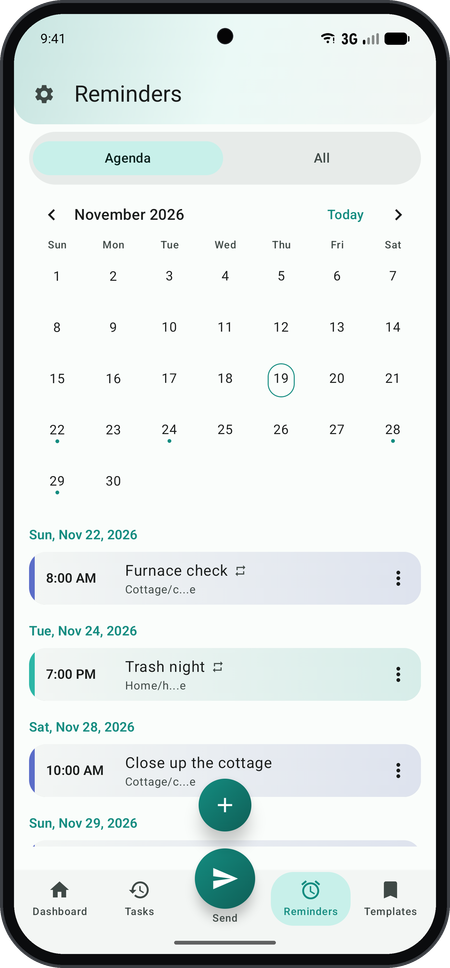 9:41
3G
Reminders
Agenda
All
November 2026
Today
Sun Mon Tue Wed Thu Fri Sat
1 2 3 4 5 6 7
8 9 10 11 12 13 14
15 16 17 18 19 20 21
22 23 24 25 26 27 28
29 30
Sun, Nov 22, 2026
8:00 AM
Furnace check
Cottage/c...e
Tue, Nov 24, 2026
7:00 PM
Trash night
Home/h...e
Sat, Nov 28, 2026
10:00 AM
Close up the cottage
Cottage/c...e
Sun, Nov 29, 2026
Dashboard
Tasks
Send
Reminders
Templates